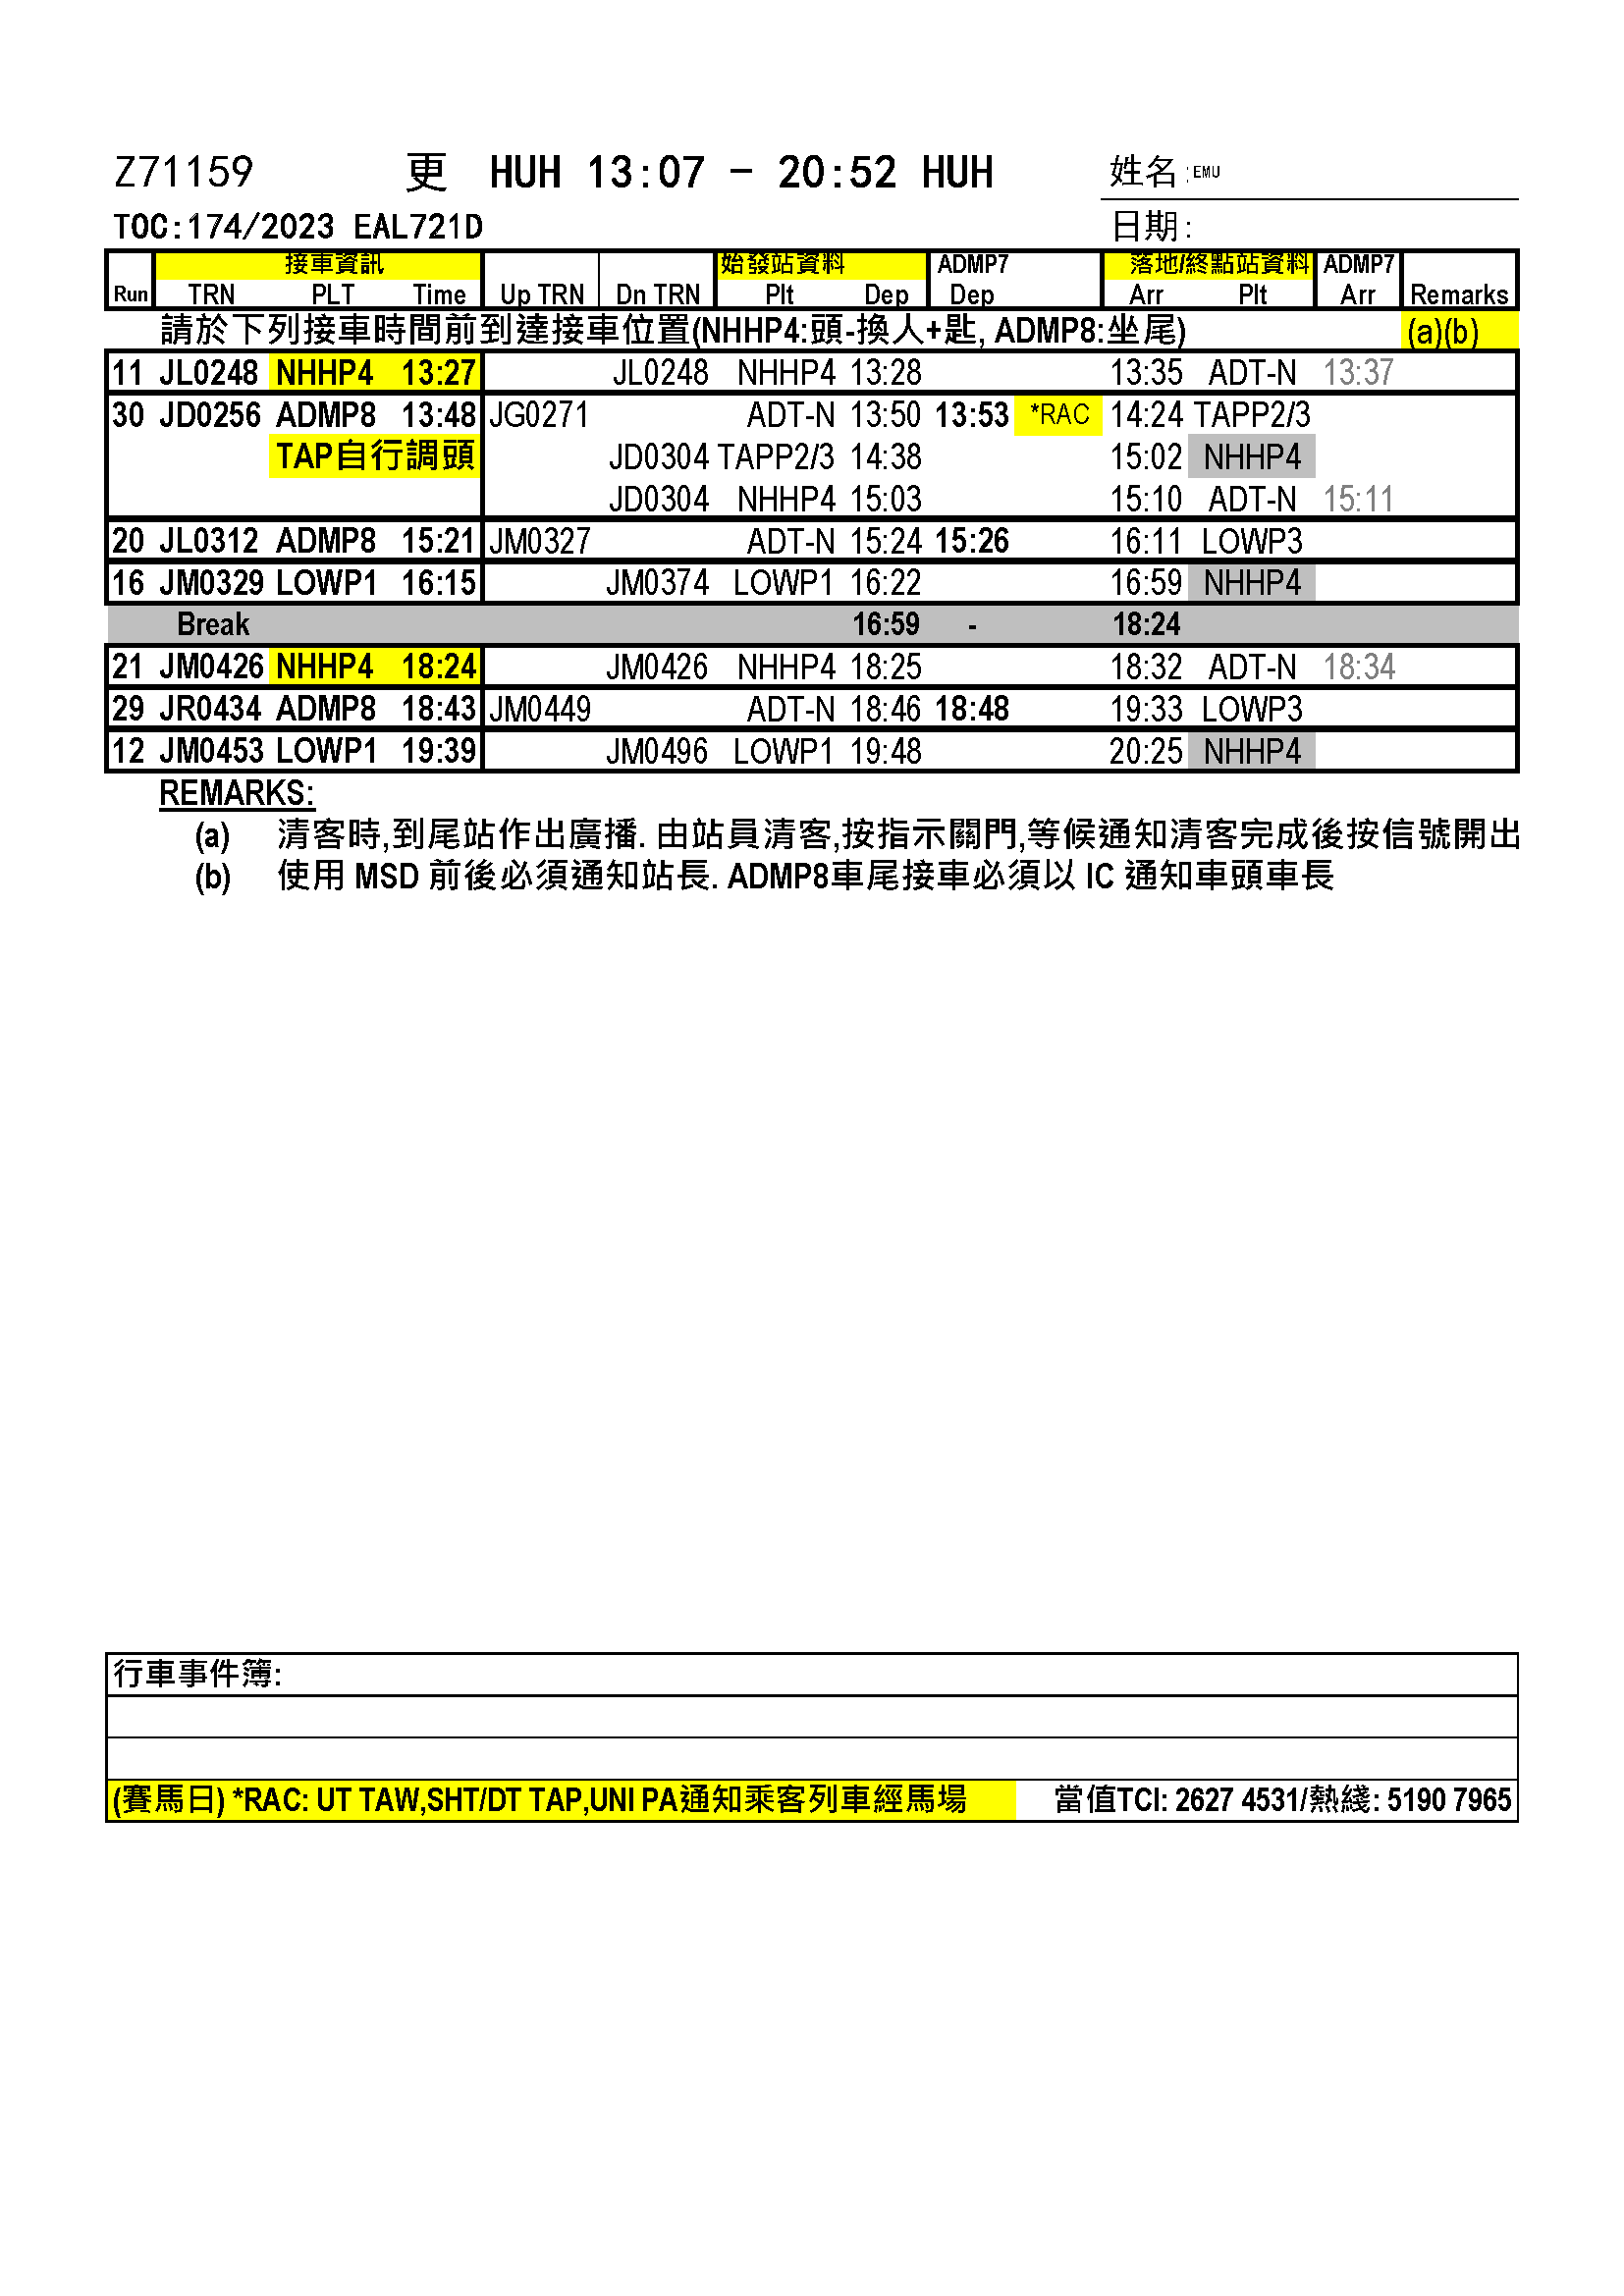 Z71159 更 HUH 13:07 - 20:52 HUH 姓名:EMU
TOC:174/2023 EAL721D 日期:
接車資訊 始發站資料 ADMP7 落地/終點站資料 ADMP7
Run TRN PLT Time Up TRN Dn TRN Plt Dep Dep Arr Plt Arr Remarks
請於下列接車時間前到達接車位置(NHHP4:頭-換人+匙, ADMP8:坐尾) (a)(b)
11 JL0248 NHHP4 13:27 JL0248 NHHP4 13:28 13:35 ADT-N 13:37
30 JD0256 ADMP8 13:48 JG0271 ADT-N 13:50 13:53 *RAC 14:24 TAPP2/3
TAP自行調頭 JD0304 TAPP2/3 14:38 15:02 NHHP4
JD0304 NHHP4 15:03 15:10 ADT-N 15:11
20 JL0312 ADMP8 15:21 JM0327 ADT-N 15:24 15:26 16:11 LOWP3
16 JM0329 LOWP1 16:15 JM0374 LOWP1 16:22 16:59 NHHP4
Break 16:59 - 18:24
21 JM0426 NHHP4 18:24 JM0426 NHHP4 18:25 18:32 ADT-N 18:34
29 JR0434 ADMP8 18:43 JM0449 ADT-N 18:46 18:48 19:33 LOWP3
12 JM0453 LOWP1 19:39 JM0496 LOWP1 19:48 20:25 NHHP4
REMARKS:
(a) 清客時,到尾站作出廣播. 由站員清客,按指示關門,等候通知清客完成後按信號開出
(b) 使用 MSD 前後必須通知站長. ADMP8車尾接車必須以 IC 通知車頭車長
行車事件簿:
(賽馬日) *RAC: UT TAW,SHT/DT TAP,UNI PA通知乘客列車經馬場 當值TCI: 2627 4531/熱綫: 5190 7965